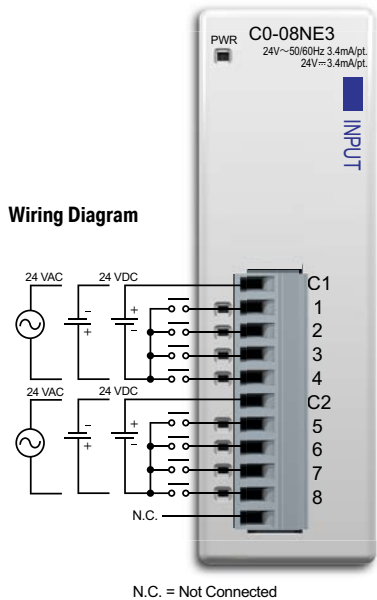 PWR
C0-08NE3
24V～50/60Hz 3.4mA/pt.
24V⎓3.4mA/pt.
INPUT
Wiring Diagram
24 VAC
24 VDC
C1
1
2
3
4
24 VAC
24 VDC
C2
5
6
7
8
− + + −
− + + −
N.C.
N.C. = Not Connected